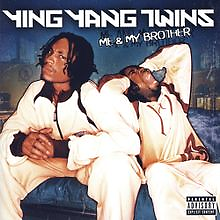 YING YANG TWINS
ME & MY BROTHER
PARENTAL
ADVISORY
EXPLICIT CONTENT